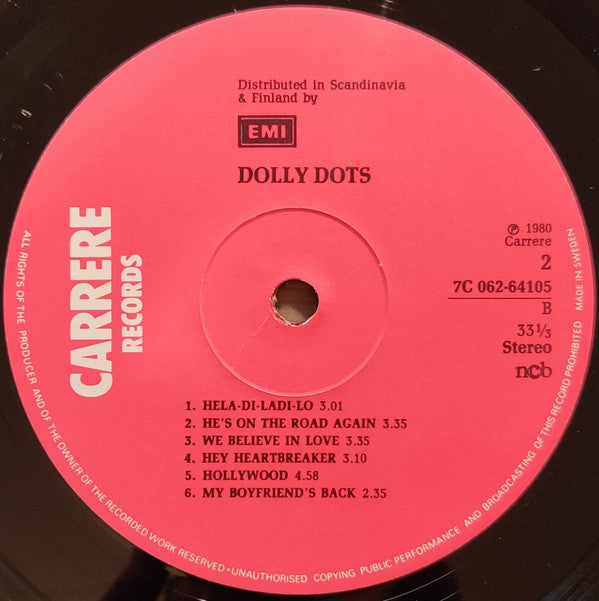 Distributed in Scandinavia
& Finland by
EMI
DOLLY DOTS
CARRERE
RECORDS
℗ 1980
Carrere
2
7C 062-64105
B
33⅓
Stereo
ncb
1. HELA-DI-LADI-LO 3.01
2. HE'S ON THE ROAD AGAIN 3.35
3. WE BELIEVE IN LOVE 3.35
4. HEY HEARTBREAKER 3.10
5. HOLLYWOOD 4.58
6. MY BOYFRIEND'S BACK 2.35
ALL RIGHTS OF THE PRODUCER AND OF THE OWNER OF THE RECORDED WORK RESERVED · UNAUTHORISED COPYING PUBLIC PERFORMANCE AND BROADCASTING OF THIS RECORD PROHIBITED MADE IN SWEDEN